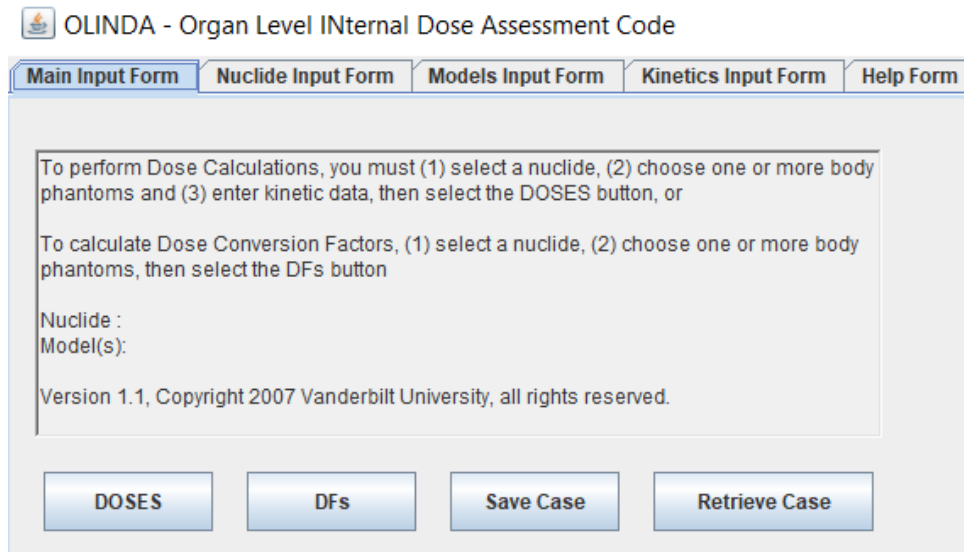 OLINDA - Organ Level INternal Dose Assessment Code
Main Input Form Nuclide Input Form Models Input Form Kinetics Input Form Help Form
To perform Dose Calculations, you must (1) select a nuclide, (2) choose one or more body
phantoms and (3) enter kinetic data, then select the DOSES button, or
To calculate Dose Conversion Factors, (1) select a nuclide, (2) choose one or more body
phantoms, then select the DFs button
Nuclide :
Model(s):
Version 1.1, Copyright 2007 Vanderbilt University, all rights reserved.
DOSES DFs Save Case Retrieve Case